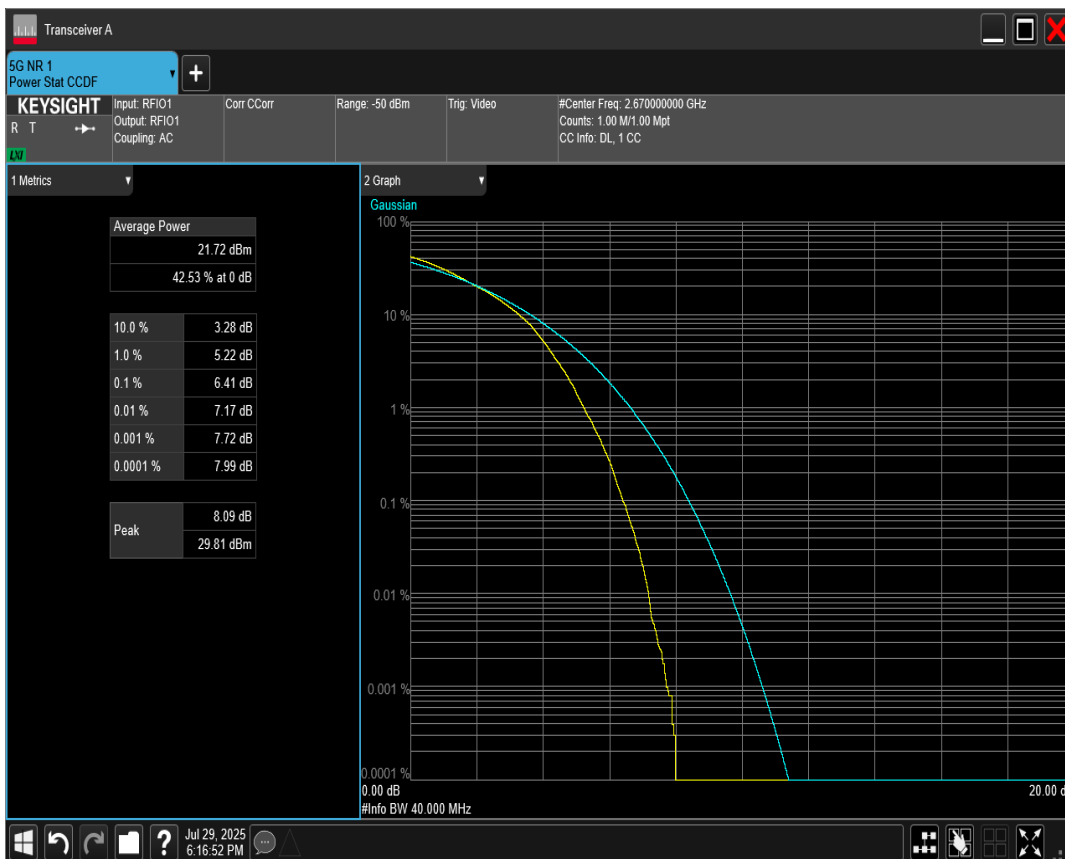 Transceiver A
5G NR 1
Power Stat CCDF
KEYSIGHT
R T
LXI
Input: RFIO1
Output: RFIO1
Coupling: AC
Corr CCorr
Range: -50 dBm
Trig: Video
#Center Freq: 2.670000000 GHz
Counts: 1.00 M/1.00 Mpt
CC Info: DL, 1 CC
1 Metrics
Average Power
21.72 dBm
42.53 % at 0 dB
10.0 % 3.28 dB
1.0 % 5.22 dB
0.1 % 6.41 dB
0.01 % 7.17 dB
0.001 % 7.72 dB
0.0001 % 7.99 dB
Peak
8.09 dB
29.81 dBm
2 Graph
Gaussian
100 %
10 %
1 %
0.1 %
0.01 %
0.001 %
0.0001 %
0.00 dB
20.00 d
#Info BW 40.000 MHz
Jul 29, 2025
6:16:52 PM